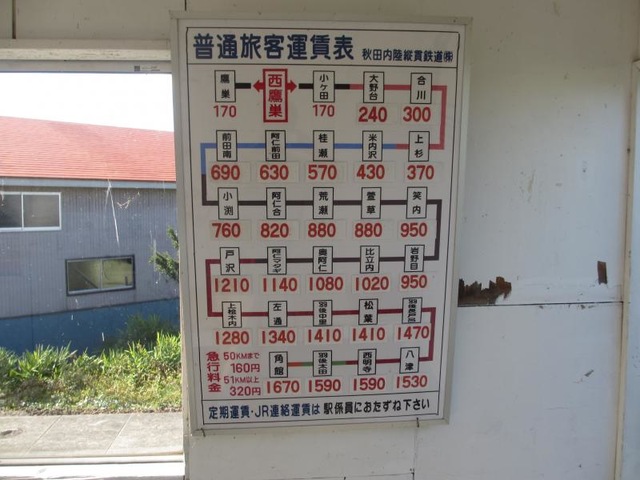 普通旅客運賃表 秋田内陸縦貫鉄道㈱
鷹巣 西鷹巣 小ヶ田 大野台 合川
170 170 240 300
前田南 阿仁前田 桂瀬 米内沢 上杉
690 630 570 430 370
小渕 阿仁合 荒瀬 萱草 笑内
760 820 880 880 950
戸沢 阿仁マタギ 奥阿仁 比立内 岩野目
1210 1140 1080 1020 950
上桧木内 左通 羽後中里 松葉 羽後長戸呂
1280 1340 1410 1410 1470
急行料金 50KMまで 160円 51KM以上 320円
角館 羽後太田 西明寺 八津
1670 1590 1590 1530
定期運賃・JR連絡運賃は 駅係員におたずね下さい